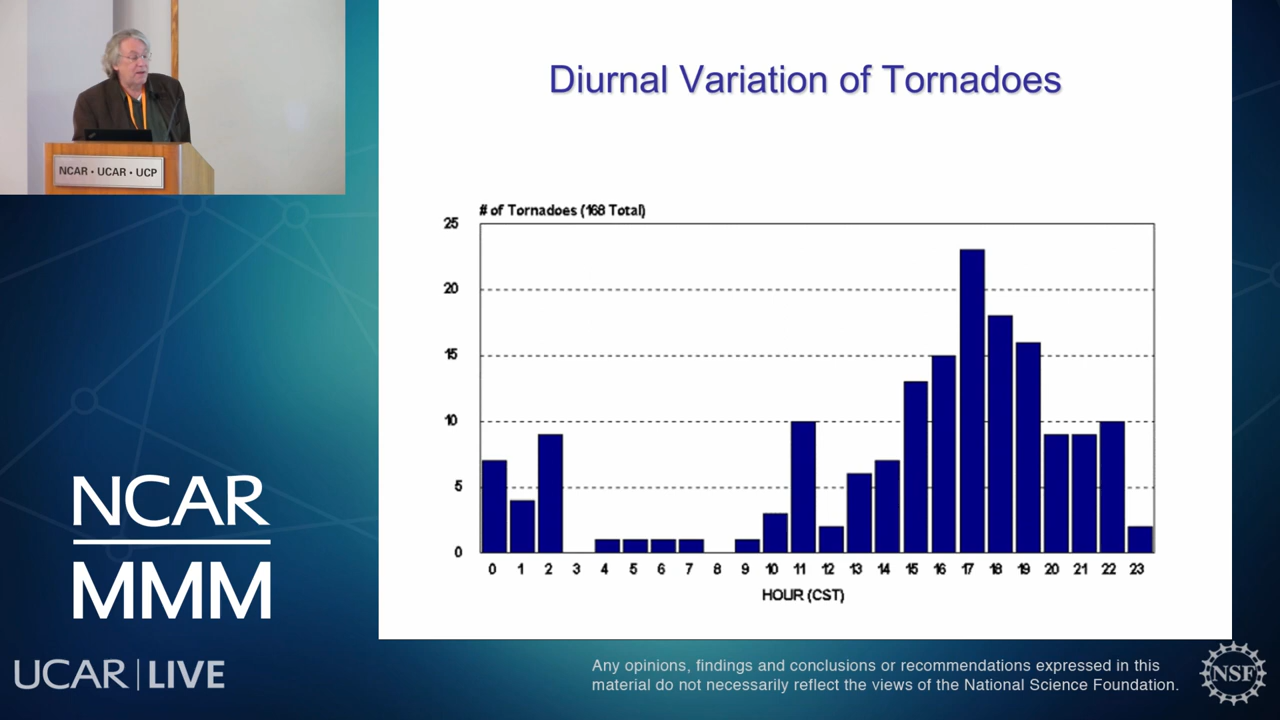 NCAR • UCAR • UCP
Diurnal Variation of Tornadoes
# of Tornadoes (168 Total)
25
20
15
10
5
0
0 1 2 3 4 5 6 7 8 9 10 11 12 13 14 15 16 17 18 19 20 21 22 23
HOUR (CST)
NCAR
MMM
UCAR | LIVE
Any opinions, findings and conclusions or recommendations expressed in this
material do not necessarily reflect the views of the National Science Foundation.
NSF